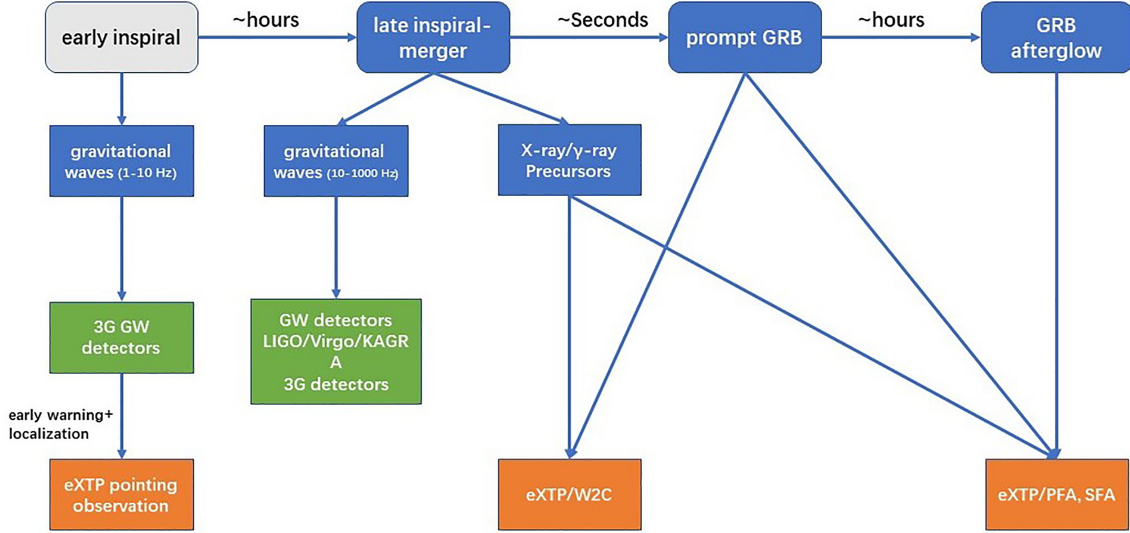 early inspiral
~hours
late inspiral-
merger
~Seconds
prompt GRB
~hours
GRB
afterglow
gravitational
waves (1-10 Hz)
gravitational
waves (10-1000 Hz)
X-ray/γ-ray
Precursors
3G GW
detectors
GW detectors
LIGO/Virgo/KAGR
A
3G detectors
early warning+
localization
eXTP pointing
observation
eXTP/W2C
eXTP/PFA, SFA